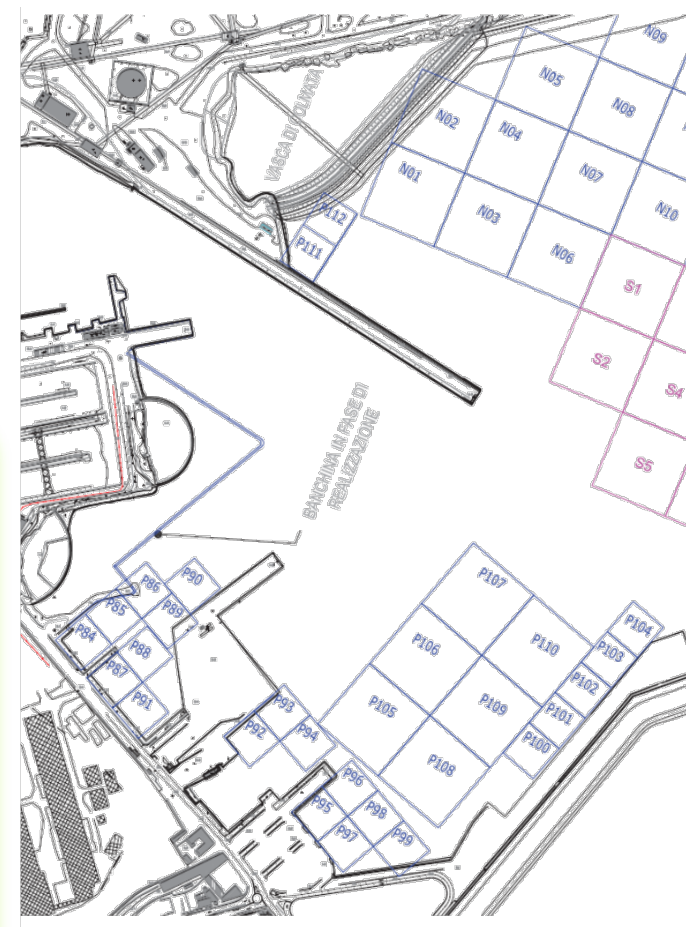 N09
N05
N08
N02
N04
VASCA DI COLMATA
N07
N01
N10
N03
P112
N06
P111
S1
S2
S4
BANCHINA IN FASE DI
REALIZZAZIONE
S5
P90
P86
P107
P85
P89
P104
P84
P110
P106
P103
P88
P87
P102
P91
P93
P105
P109
P101
P92
P94
P100
P108
P96
P95
P98
P97
P99